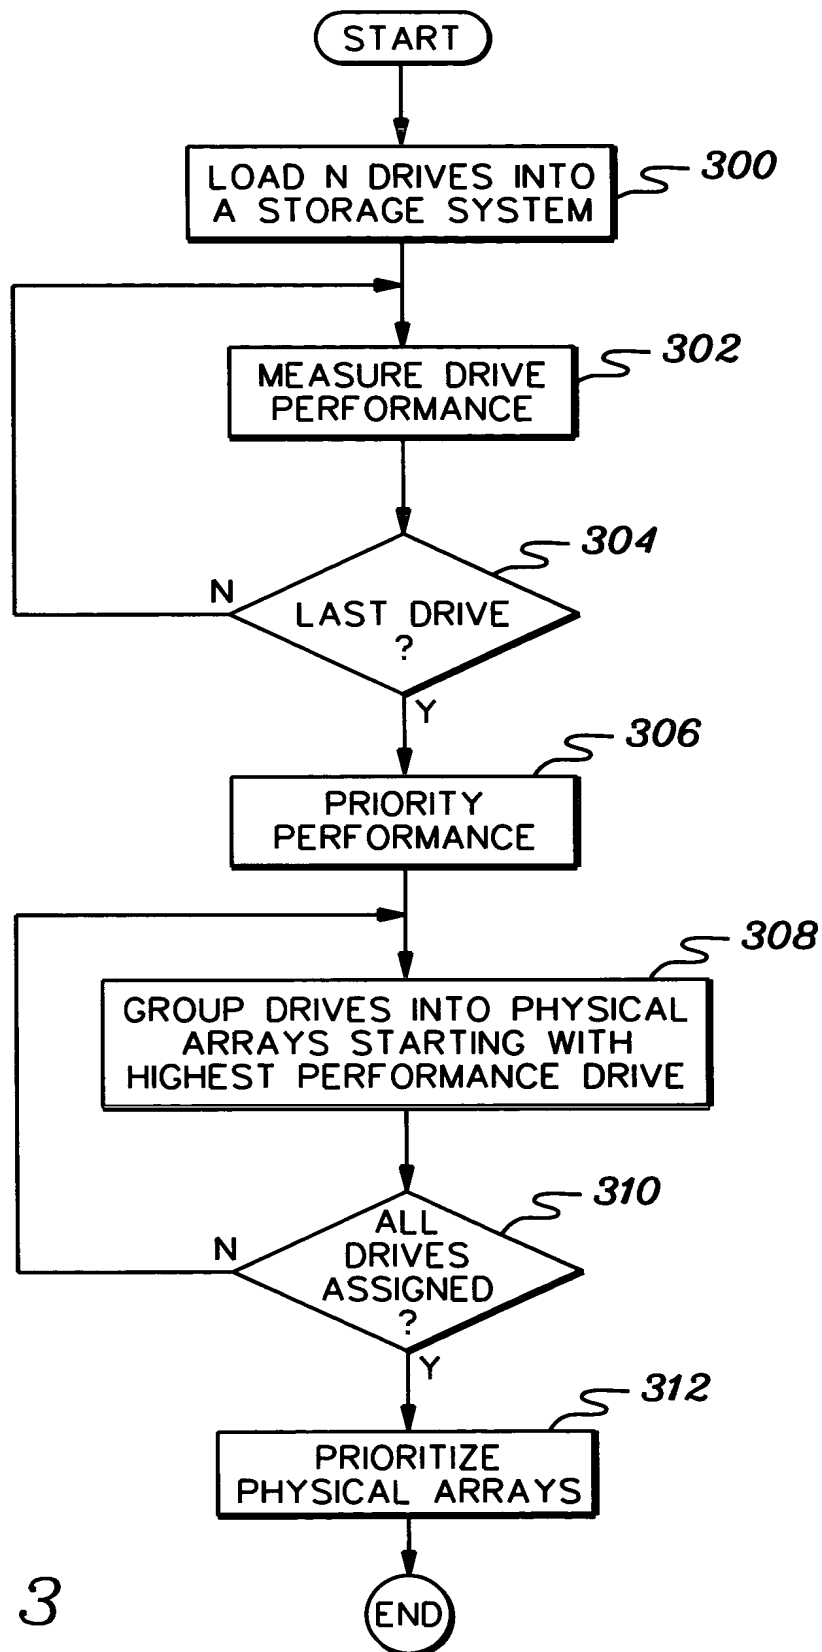 START
LOAD N DRIVES INTO
A STORAGE SYSTEM
300
MEASURE DRIVE
PERFORMANCE
302
304
N
LAST DRIVE
?
Y
306
PRIORITY
PERFORMANCE
308
GROUP DRIVES INTO PHYSICAL
ARRAYS STARTING WITH
HIGHEST PERFORMANCE DRIVE
310
N
ALL
DRIVES
ASSIGNED
?
Y
312
PRIORITIZE
PHYSICAL ARRAYS
3
END